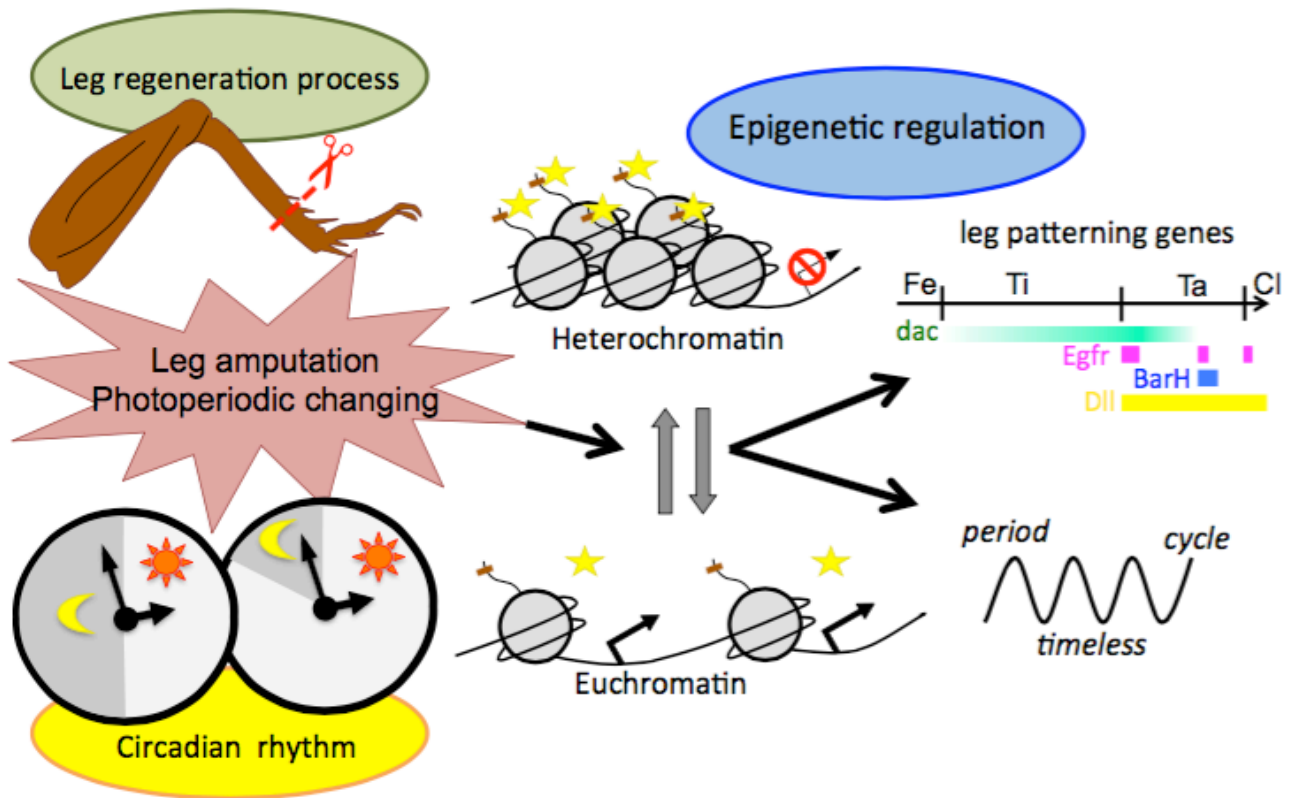 Leg regeneration process
Epigenetic regulation
leg patterning genes
Fe Ti Ta Cl
dac
Egfr
BarH
Dll
Heterochromatin
Leg amputation
Photoperiodic changing
period cycle
timeless
Euchromatin
Circadian rhythm